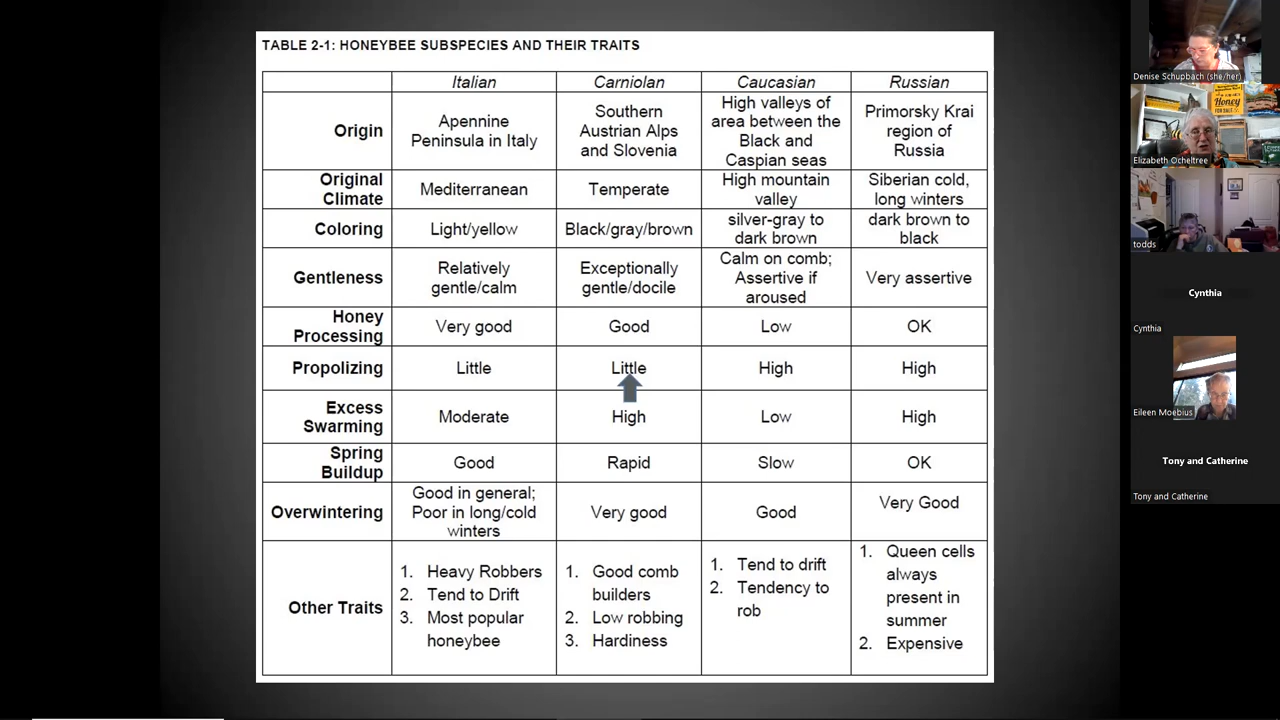 TABLE 2-1: HONEYBEE SUBSPECIES AND THEIR TRAITS
Italian
Carniolan
Caucasian
Russian
Origin
Apennine
Peninsula in Italy
Southern
Austrian Alps
and Slovenia
High valleys of
area between the
Black and
Caspian seas
Primorsky Krai
region of
Russia
Original
Climate
Mediterranean
Temperate
High mountain
valley
Siberian cold,
long winters
Coloring
Light/yellow
Black/gray/brown
silver-gray to
dark brown
dark brown to
black
Gentleness
Relatively
gentle/calm
Exceptionally
gentle/docile
Calm on comb;
Assertive if
aroused
Very assertive
Honey
Processing
Very good
Good
Low
OK
Propolizing
Little
Little
High
High
Excess
Swarming
Moderate
High
Low
High
Spring
Buildup
Good
Rapid
Slow
OK
Overwintering
Good in general;
Poor in long/cold
winters
Very good
Good
Very Good
Other Traits
1. Heavy Robbers
2. Tend to Drift
3. Most popular
honeybee
1. Good comb
builders
2. Low robbing
3. Hardiness
1. Tend to drift
2. Tendency to
rob
1. Queen cells
always
present in
summer
2. Expensive
Denise Schupbach (she/her)
Honey
Elizabeth Ocheltree
todds
Cynthia
Cynthia
Eileen Moebius
Tony and Catherine
Tony and Catherine